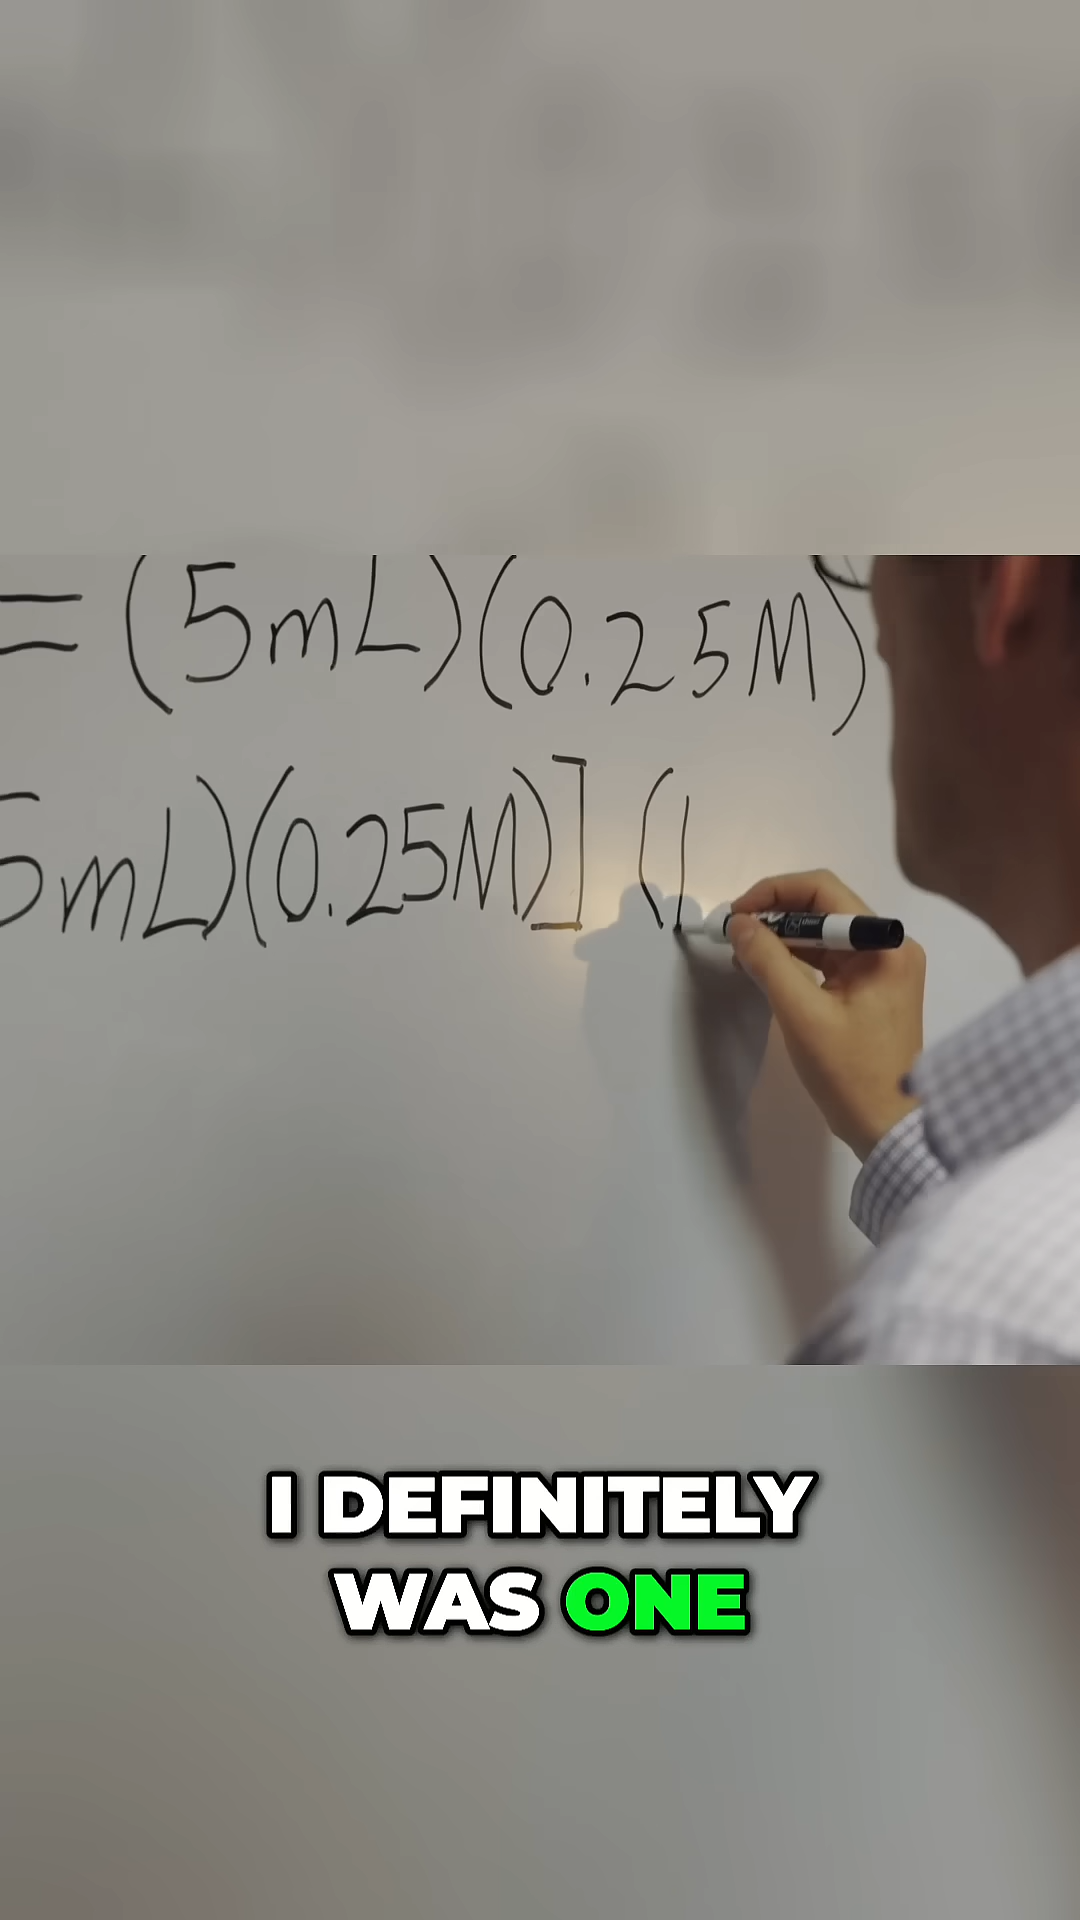 = (5mL)(0.25M)
5mL)(0.25M)] (1
I DEFINITELY
WAS ONE